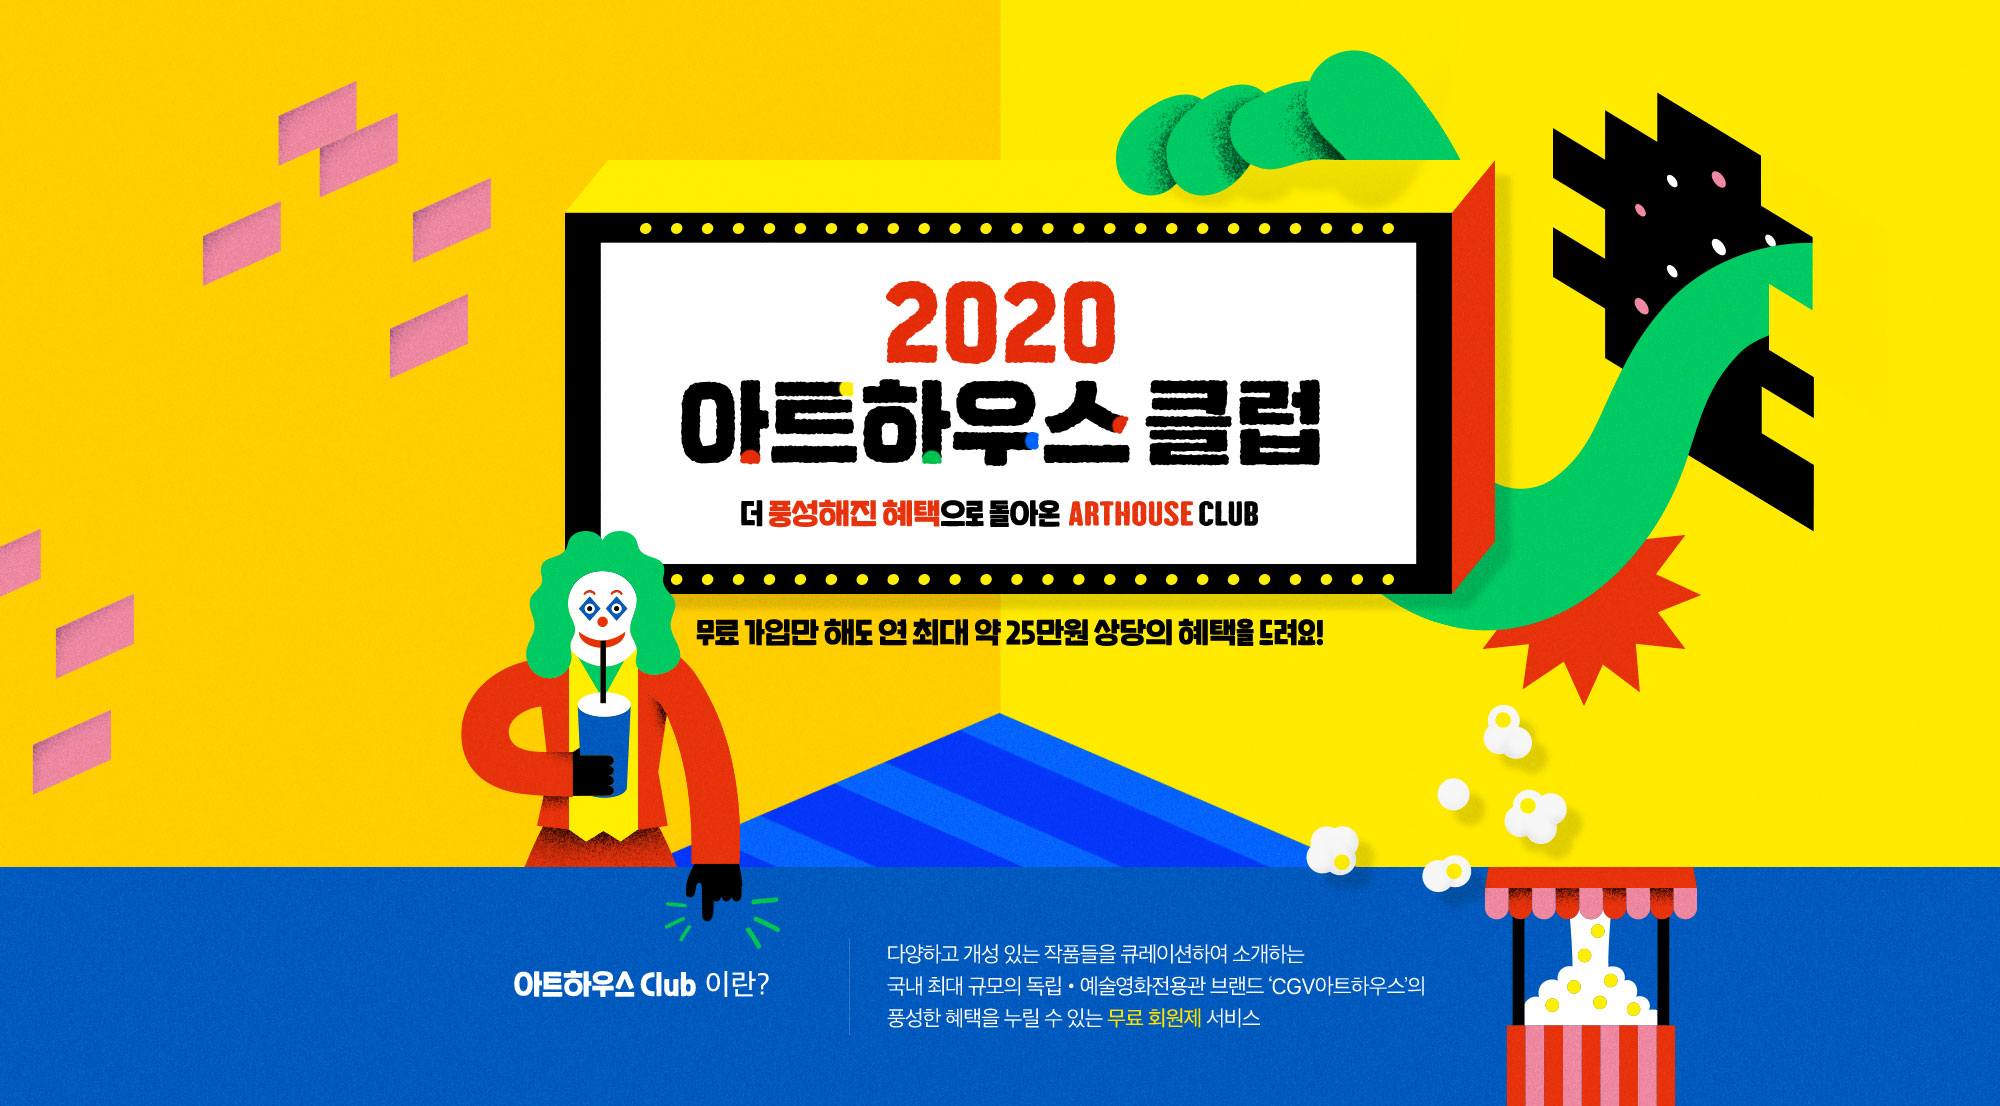 2020
아트하우스 클럽
더 풍성해진 혜택으로 돌아온 ARTHOUSE CLUB
무료 가입만 해도 연 최대 약 25만원 상당의 혜택을 드려요!
아트하우스 Club 이란?
다양하고 개성 있는 작품들을 큐레이션하여 소개하는
국내 최대 규모의 독립•예술영화전용관 브랜드 ‘CGV아트하우스’의
풍성한 혜택을 누릴 수 있는 무료 회원제 서비스